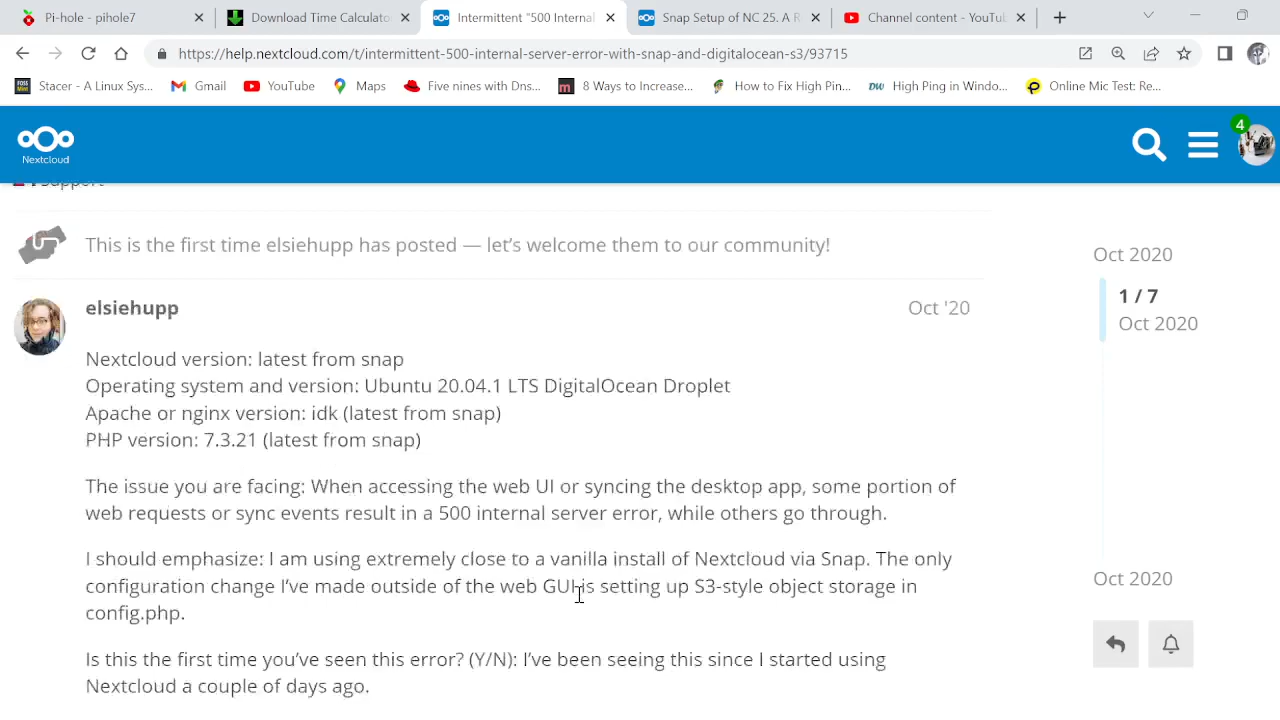 Pi-hole - pihole7
Download Time Calculato
Intermittent "500 Internal
Snap Setup of NC 25. A R
Channel content - YouTu
https://help.nextcloud.com/t/intermittent-500-internal-server-error-with-snap-and-digitalocean-s3/93715
FOSS Mint
Stacer - A Linux Sys...
Gmail
YouTube
Maps
Five nines with Dns...
m
8 Ways to Increase...
How to Fix High Pin...
DW
High Ping in Windo...
Online Mic Test: Re...
Nextcloud
4
Support
This is the first time elsiehupp has posted — let's welcome them to our community!
Oct 2020
elsiehupp
Oct '20
1 / 7
Oct 2020
Nextcloud version: latest from snap
Operating system and version: Ubuntu 20.04.1 LTS DigitalOcean Droplet
Apache or nginx version: idk (latest from snap)
PHP version: 7.3.21 (latest from snap)
The issue you are facing: When accessing the web UI or syncing the desktop app, some portion of
web requests or sync events result in a 500 internal server error, while others go through.
I should emphasize: I am using extremely close to a vanilla install of Nextcloud via Snap. The only
configuration change I've made outside of the web GUI is setting up S3-style object storage in
config.php.
Oct 2020
Is this the first time you've seen this error? (Y/N): I've been seeing this since I started using
Nextcloud a couple of days ago.